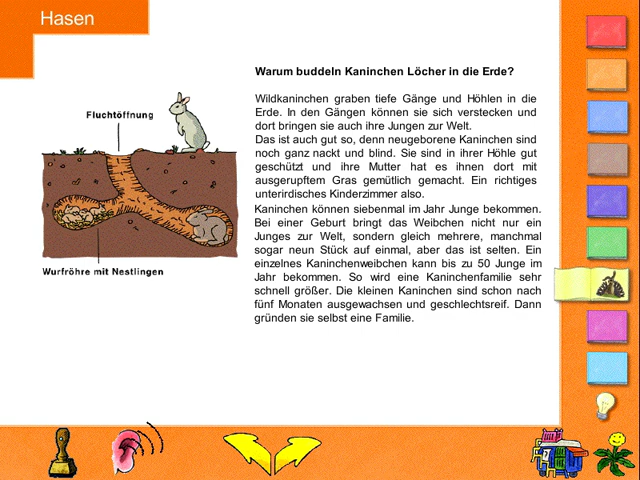 Hasen
Warum buddeln Kaninchen Löcher in die Erde?
Fluchtöffnung
Wurfröhre mit Nestlingen
Wildkaninchen graben tiefe Gänge und Höhlen in die
Erde. In den Gängen können sie sich verstecken und
dort bringen sie auch ihre Jungen zur Welt.
Das ist auch gut so, denn neugeborene Kaninchen sind
noch ganz nackt und blind. Sie sind in ihrer Höhle gut
geschützt und ihre Mutter hat es ihnen dort mit
ausgerupftem Gras gemütlich gemacht. Ein richtiges
unterirdisches Kinderzimmer also.
Kaninchen können siebenmal im Jahr Junge bekommen.
Bei einer Geburt bringt das Weibchen nicht nur ein
Junges zur Welt, sondern gleich mehrere, manchmal
sogar neun Stück auf einmal, aber das ist selten. Ein
einzelnes Kaninchenweibchen kann bis zu 50 Junge im
Jahr bekommen. So wird eine Kaninchenfamilie sehr
schnell größer. Die kleinen Kaninchen sind schon nach
fünf Monaten ausgewachsen und geschlechtsreif. Dann
gründen sie selbst eine Familie.